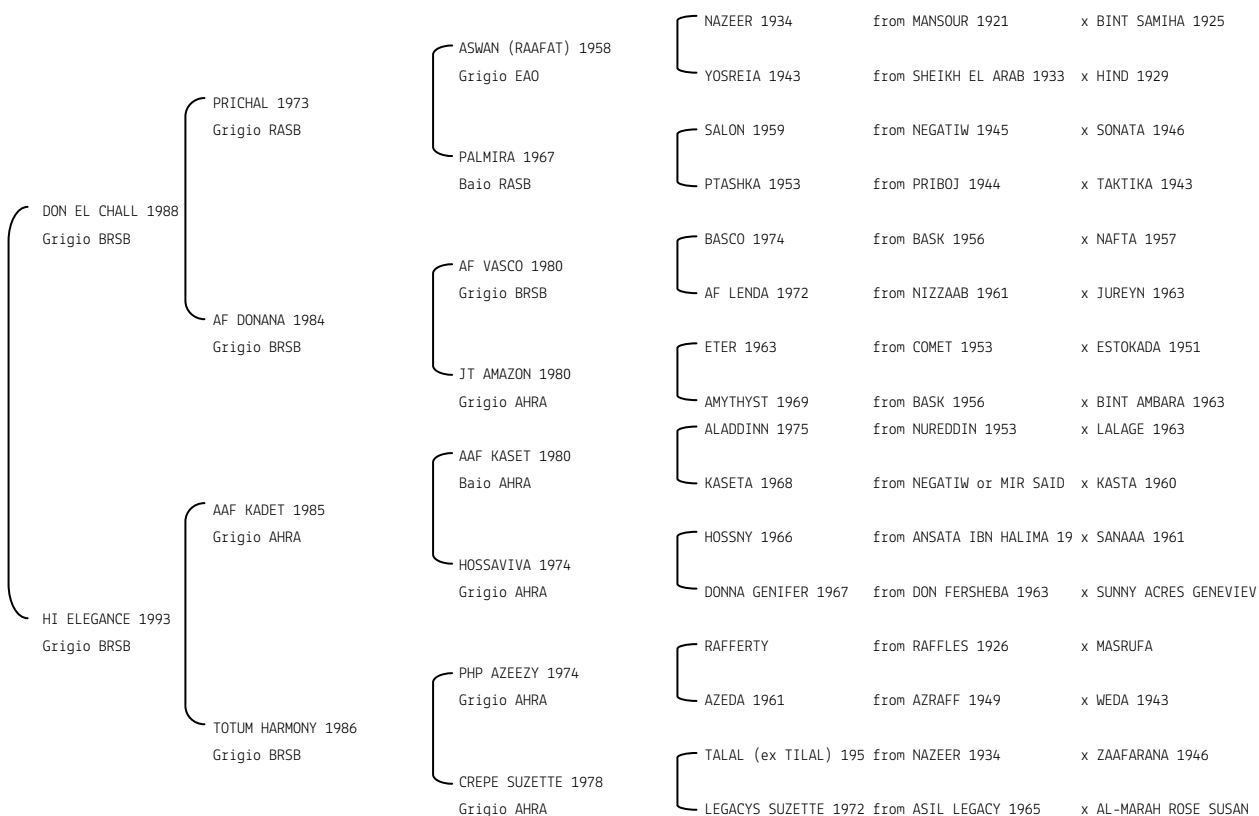 NAZEER 1934 from MANSOUR 1921 x BINT SAMIHA 1925
ASWAN (RAAFAT) 1958
Grigio EAO YOSREIA 1943 from SHEIKH EL ARAB 1933 x HIND 1929
PRICHAL 1973
Grigio RASB SALON 1959 from NEGATIW 1945 x SONATA 1946
PALMIRA 1967
Baio RASB PTASHKA 1953 from PRIBOJ 1944 x TAKTIKA 1943
DON EL CHALL 1988
Grigio BRSB BASCO 1974 from BASK 1956 x NAFTA 1957
AF VASCO 1980
Grigio BRSB AF LENDA 1972 from NIZZAAB 1961 x JUREYN 1963
AF DONANA 1984
Grigio BRSB ETER 1963 from COMET 1953 x ESTOKADA 1951
JT AMAZON 1980
Grigio AHRA AMYTHYST 1969 from BASK 1956 x BINT AMBARA 1963
ALADDINN 1975 from NUREDDIN 1953 x LALAGE 1963
AAF KASET 1980
Baio AHRA KASETA 1968 from NEGATIW or MIR SAID x KASTA 1960
AAF KADET 1985
Grigio AHRA HOSSNY 1966 from ANSATA IBN HALIMA 19 x SANAAA 1961
HOSSAVIVA 1974
Grigio AHRA DONNA GENIFER 1967 from DON FERSHEBA 1963 x SUNNY ACRES GENEVIEV
HI ELEGANCE 1993
Grigio BRSB RAFFERTY from RAFFLES 1926 x MASRUFA
PHP AZEEZY 1974
Grigio AHRA AZEDA 1961 from AZRAFF 1949 x WEDA 1943
TOTUM HARMONY 1986
Grigio BRSB TALAL (ex TILAL) 195 from NAZEER 1934 x ZAAFARANA 1946
CREPE SUZETTE 1978
Grigio AHRA LEGACYS SUZETTE 1972 from ASIL LEGACY 1965 x AL-MARAH ROSE SUSAN